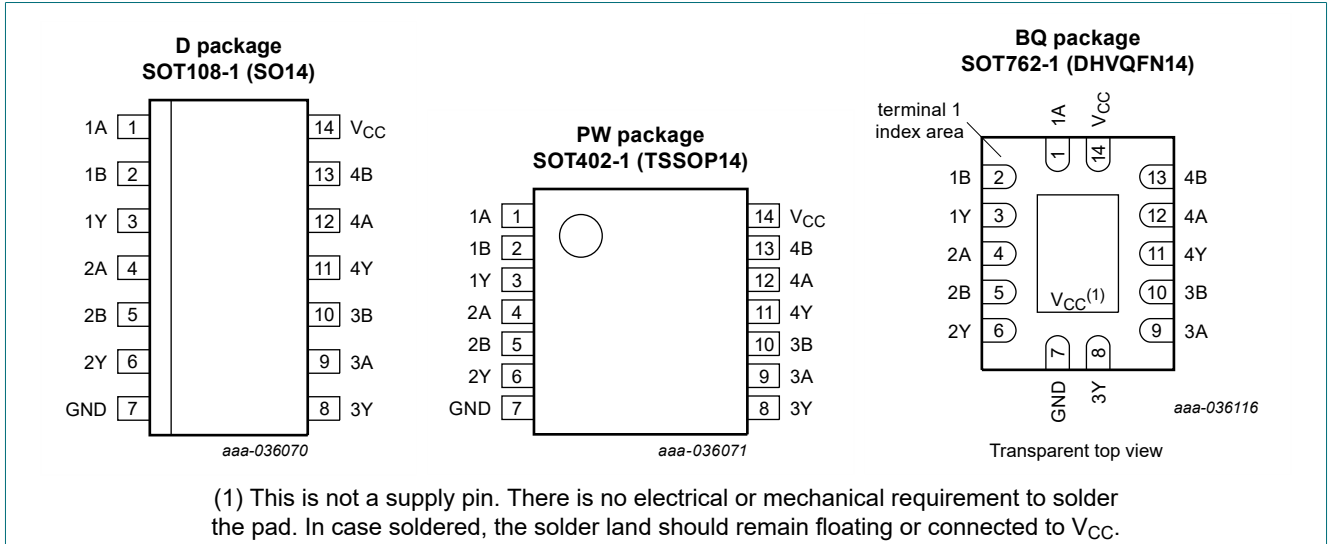 D package
SOT108-1 (SO14)
1A 1
14 VCC
1B 2
13 4B
1Y 3
12 4A
2A 4
11 4Y
2B 5
10 3B
2Y 6
9 3A
GND 7
8 3Y
aaa-036070
PW package
SOT402-1 (TSSOP14)
1A 1
14 VCC
1B 2
13 4B
1Y 3
12 4A
2A 4
11 4Y
2B 5
10 3B
2Y 6
9 3A
GND 7
8 3Y
aaa-036071
BQ package
SOT762-1 (DHVQFN14)
terminal 1
index area
1A
VCC
1
14
1B 2
13 4B
1Y 3
12 4A
2A 4
11 4Y
2B 5
10 3B
VCC(1)
2Y 6
9 3A
7
8
GND
3Y
aaa-036116
Transparent top view
(1) This is not a supply pin. There is no electrical or mechanical requirement to solder
the pad. In case soldered, the solder land should remain floating or connected to VCC.